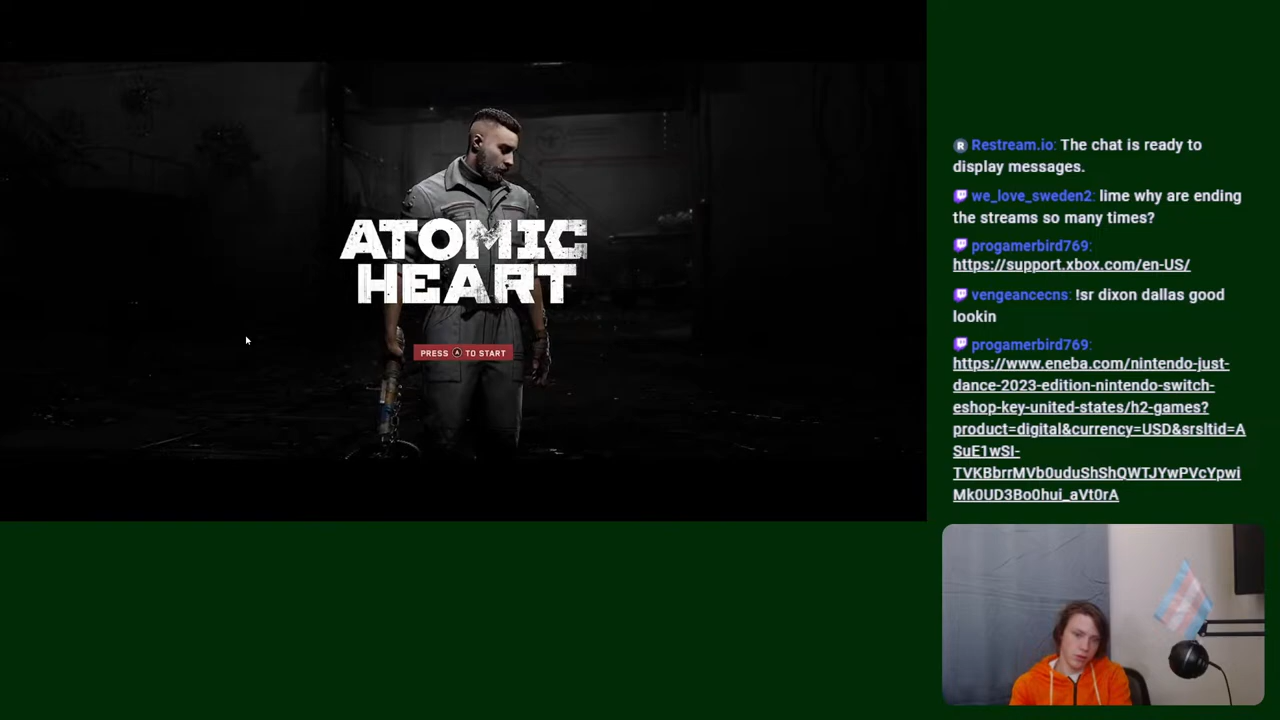 ATOMIC
HEART
PRESS A TO START
R Restream.io: The chat is ready to
display messages.
we_love_sweden2: lime why are ending
the streams so many times?
progamerbird769:
https://support.xbox.com/en-US/
vengeancecns: !sr dixon dallas good
lookin
progamerbird769:
https://www.eneba.com/nintendo-just-
dance-2023-edition-nintendo-switch-
eshop-key-united-states/h2-games?
product=digital&currency=USD&srsltid=A
SuE1wSI-
TVKBbrrMVb0uduShShQWTJYwPVcYpwi
Mk0UD3Bo0hui_aVt0rA